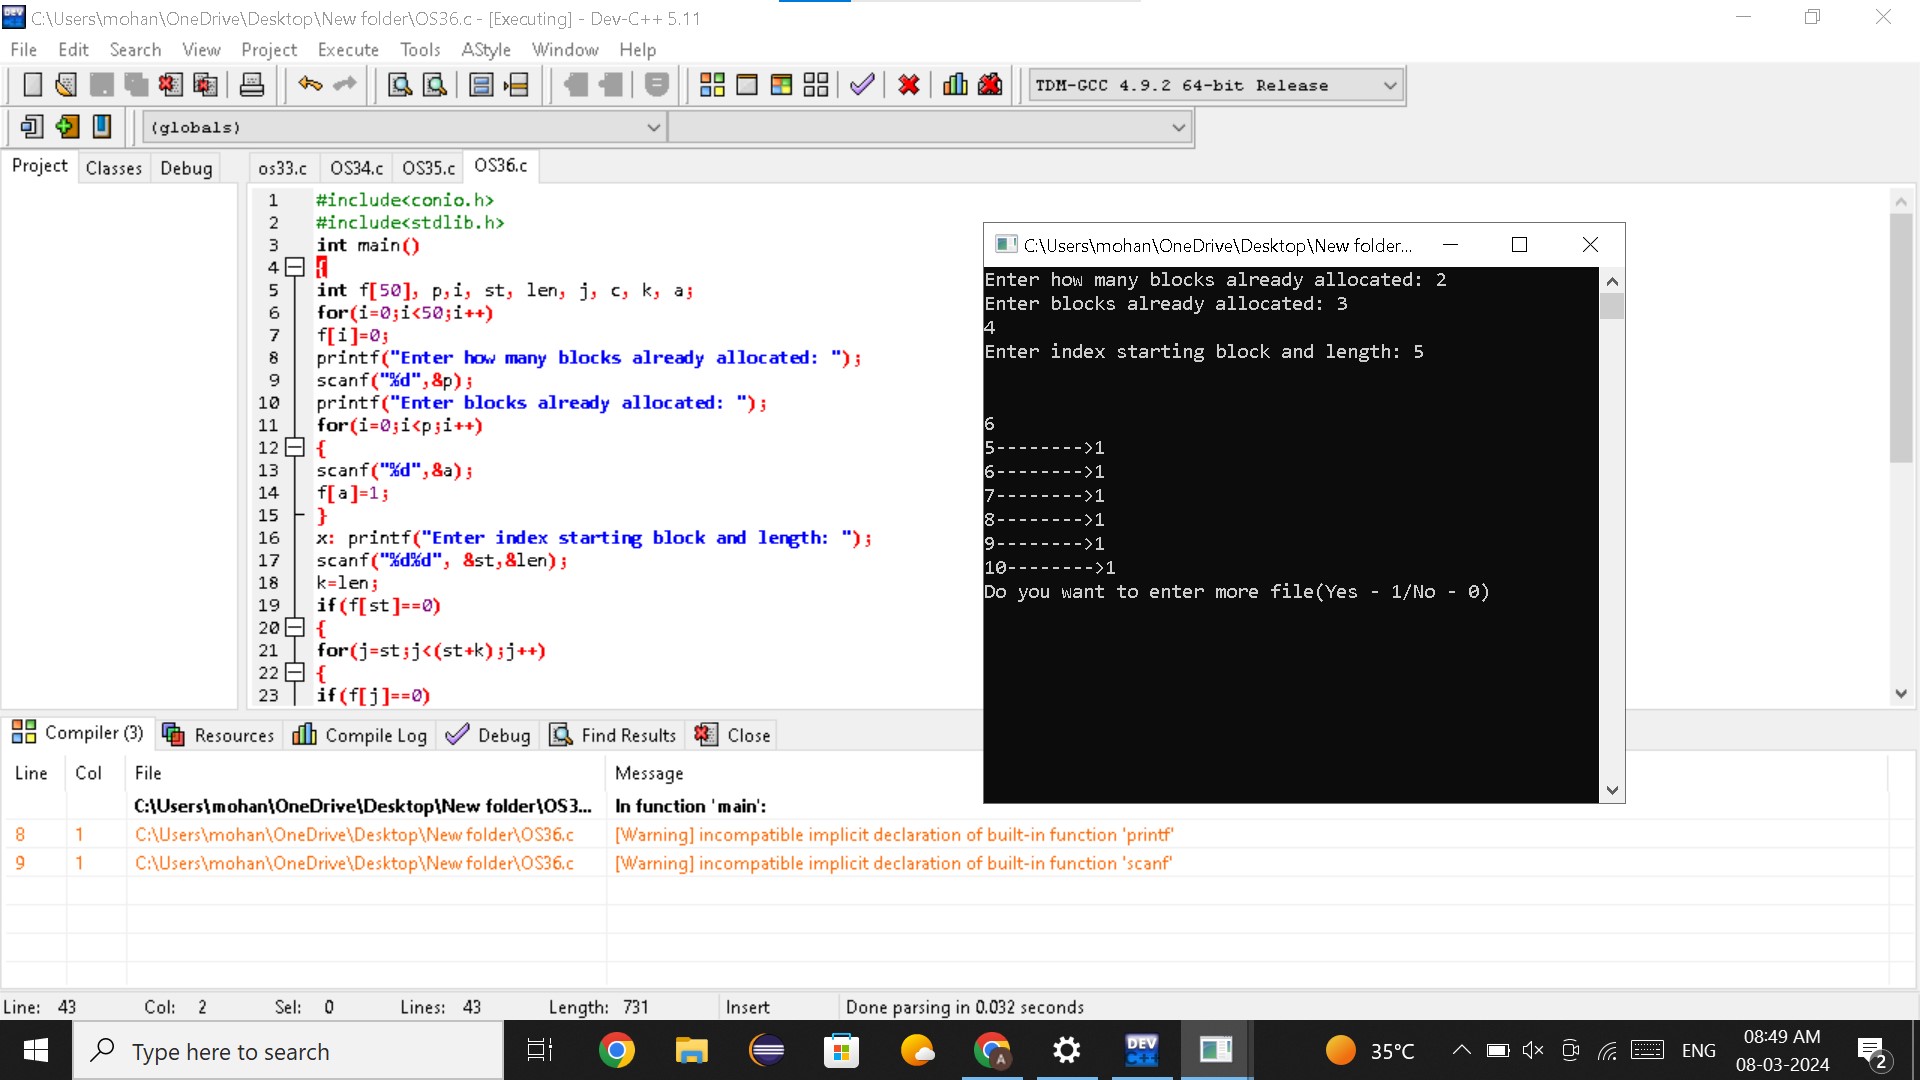 C:\Users\mohan\OneDrive\Desktop\New folder\OS36.c - [Executing] - Dev-C++ 5.11
File Edit Search View Project Execute Tools AStyle Window Help
TDM-GCC 4.9.2 64-bit Release
(globals)
Project Classes Debug
os33.c OS34.c OS35.c OS36.c
1 #include<conio.h>
2 #include<stdlib.h>
3 int main()
4 {
5 int f[50], p,i, st, len, j, c, k, a;
6 for(i=0;i<50;i++)
7 f[i]=0;
8 printf("Enter how many blocks already allocated: ");
9 scanf("%d",&p);
10 printf("Enter blocks already allocated: ");
11 for(i=0;i<p;i++)
12 {
13 scanf("%d",&a);
14 f[a]=1;
15 }
16 x: printf("Enter index starting block and length: ");
17 scanf("%d%d", &st,&len);
18 k=len;
19 if(f[st]==0)
20 {
21 for(j=st;j<(st+k);j++)
22 {
23 if(f[j]==0)
C:\Users\mohan\OneDrive\Desktop\New folder...
Enter how many blocks already allocated: 2
Enter blocks already allocated: 3
4
Enter index starting block and length: 5
6
5-------->1
6-------->1
7-------->1
8-------->1
9-------->1
10-------->1
Do you want to enter more file(Yes - 1/No - 0)
Compiler (3) Resources Compile Log Debug Find Results Close
Line Col File Message
C:\Users\mohan\OneDrive\Desktop\New folder\OS3... In function 'main':
8 1 C:\Users\mohan\OneDrive\Desktop\New folder\OS36.c [Warning] incompatible implicit declaration of built-in function 'printf'
9 1 C:\Users\mohan\OneDrive\Desktop\New folder\OS36.c [Warning] incompatible implicit declaration of built-in function 'scanf'
Line: 43 Col: 2 Sel: 0 Lines: 43 Length: 731 Insert Done parsing in 0.032 seconds
Type here to search
DEV
A
35°C
ENG
08:49 AM
08-03-2024
2